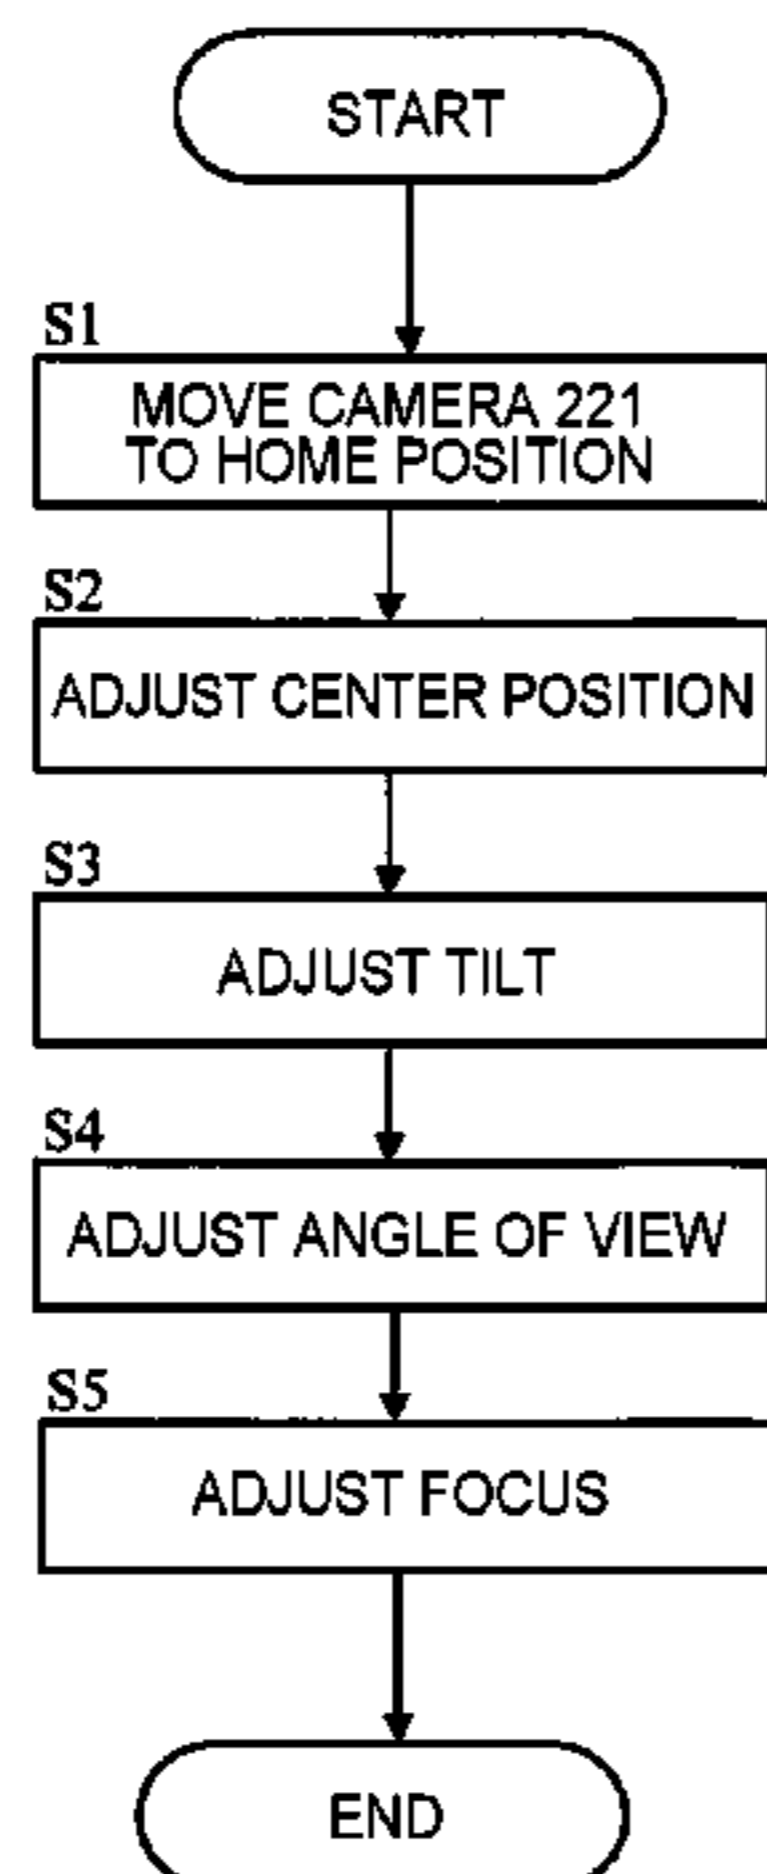 START
S1
MOVE CAMERA 221
TO HOME POSITION
S2
ADJUST CENTER POSITION
S3
ADJUST TILT
S4
ADJUST ANGLE OF VIEW
S5
ADJUST FOCUS
END